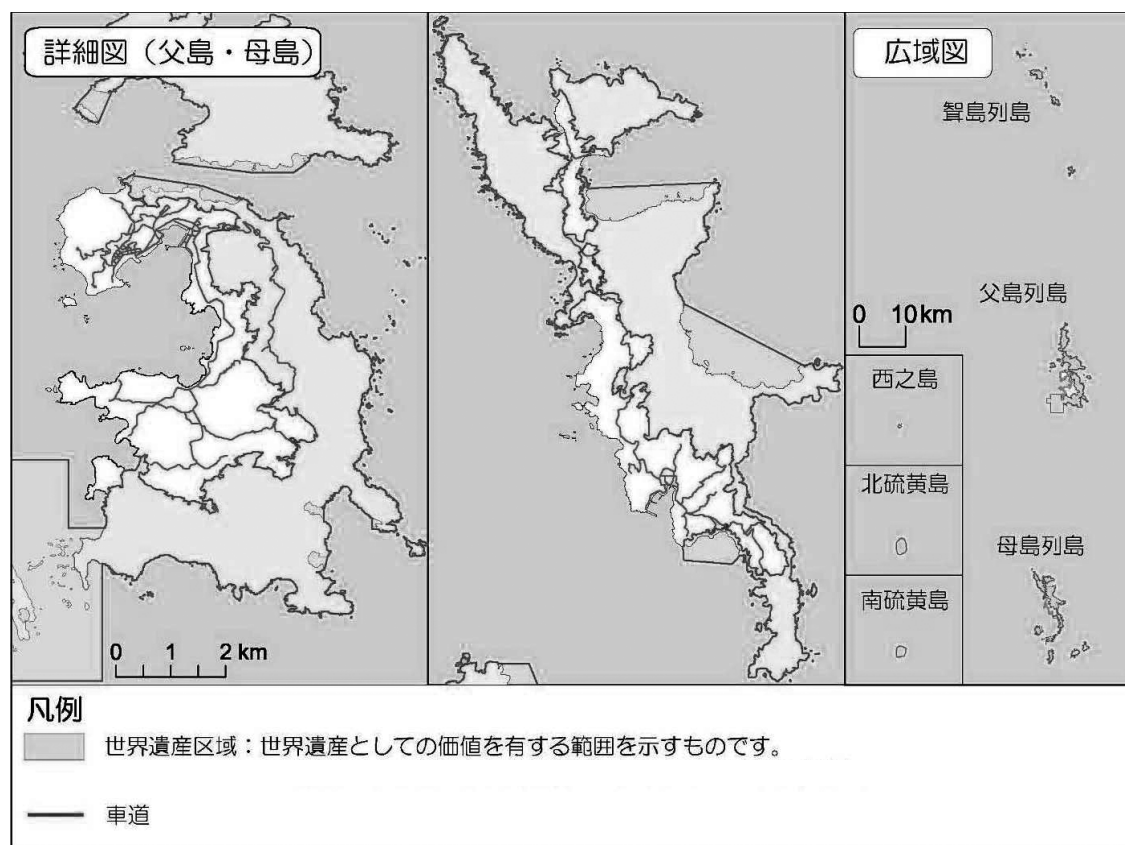 詳細図（父島・母島）
広域図
聟島列島
父島列島
0 10km
西之島
北硫黄島
母島列島
南硫黄島
0 1 2 km
凡例
世界遺産区域：世界遺産としての価値を有する範囲を示すものです。
車道